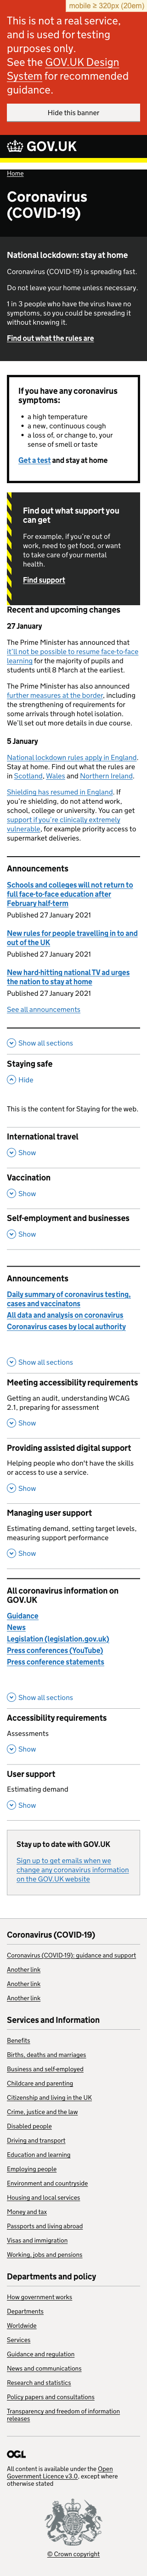 mobile ≥ 320px (20em)
This is not a real service,
and is used for testing
purposes only.
See the GOV.UK Design
System for recommended
guidance.
Hide this banner
GOV.UK
Home
Coronavirus
(COVID-19)
National lockdown: stay at home
Coronavirus (COVID-19) is spreading fast.
Do not leave your home unless necessary.
1 in 3 people who have the virus have no
symptoms, so you could be spreading it
without knowing it.
Find out what the rules are
If you have any coronavirus
symptoms:
• a high temperature
• a new, continuous cough
• a loss of, or change to, your
sense of smell or taste
Get a test and stay at home
Find out what support you
can get
For example, if you're out of
work, need to get food, or want
to take care of your mental
health.
Find support
Recent and upcoming changes
27 January
The Prime Minister has announced that
it'll not be possible to resume face-to-face
learning for the majority of pupils and
students until 8 March at the earliest.
The Prime Minister has also announced
further measures at the border, including
the strengthening of requirements for
some arrivals through hotel isolation.
We'll set out more details in due course.
5 January
National lockdown rules apply in England.
Stay at home. Find out what the rules are
in Scotland, Wales and Northern Ireland.
Shielding has resumed in England. If
you're shielding, do not attend work,
school, college or university. You can get
support if you're clinically extremely
vulnerable, for example priority access to
supermarket deliveries.
Announcements
Schools and colleges will not return to
full face-to-face education after
February half-term
Published 27 January 2021
New rules for people travelling in to and
out of the UK
Published 27 January 2021
New hard-hitting national TV ad urges
the nation to stay at home
Published 27 January 2021
See all announcements
Show all sections
Staying safe
Hide
This is the content for Staying for the web.
International travel
Show
Vaccination
Show
Self-employment and businesses
Show
Announcements
Daily summary of coronavirus testing,
cases and vaccinatons
All data and analysis on coronavirus
Coronavirus cases by local authority
Show all sections
Meeting accessibility requirements
Getting an audit, understanding WCAG
2.1, preparing for assessment
Show
Providing assisted digital support
Helping people who don't have the skills
or access to use a service.
Show
Managing user support
Estimating demand, setting target levels,
measuring support performance
Show
All coronavirus information on
GOV.UK
Guidance
News
Legislation (legislation.gov.uk)
Press conferences (YouTube)
Press conference statements
Show all sections
Accessibility requirements
Assessments
Show
User support
Estimating demand
Show
Stay up to date with GOV.UK
Sign up to get emails when we
change any coronavirus information
on the GOV.UK website
Coronavirus (COVID-19)
Coronavirus (COVID-19): guidance and support
Another link
Another link
Another link
Services and Information
Benefits
Births, deaths and marriages
Business and self-employed
Childcare and parenting
Citizenship and living in the UK
Crime, justice and the law
Disabled people
Driving and transport
Education and learning
Employing people
Environment and countryside
Housing and local services
Money and tax
Passports and living abroad
Visas and immigration
Working, jobs and pensions
Departments and policy
How government works
Departments
Worldwide
Services
Guidance and regulation
News and communications
Research and statistics
Policy papers and consultations
Transparency and freedom of information
releases
OGL
All content is available under the Open
Government Licence v3.0, except where
otherwise stated
© Crown copyright